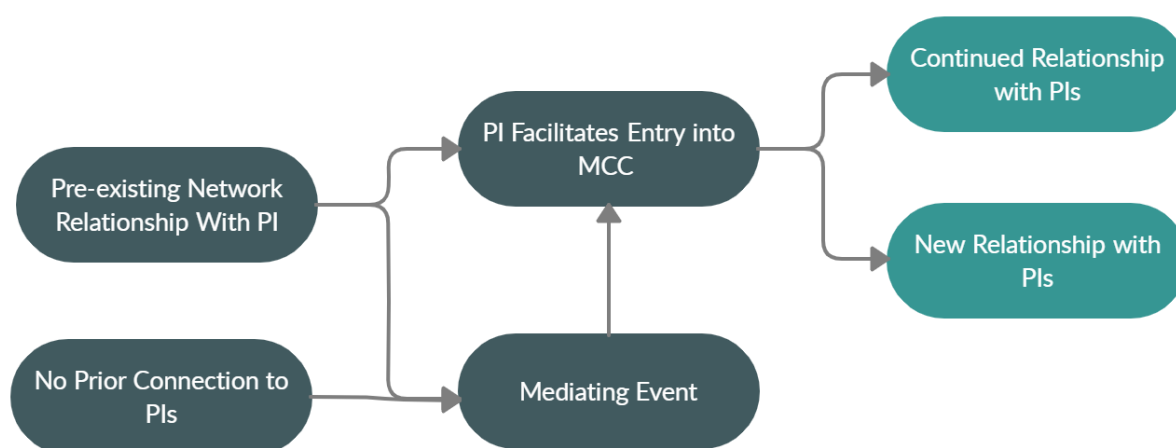 Pre-existing Network
Relationship With PI
No Prior Connection to
PIs
PI Facilitates Entry into
MCC
Mediating Event
Continued Relationship
with PIs
New Relationship with
PIs